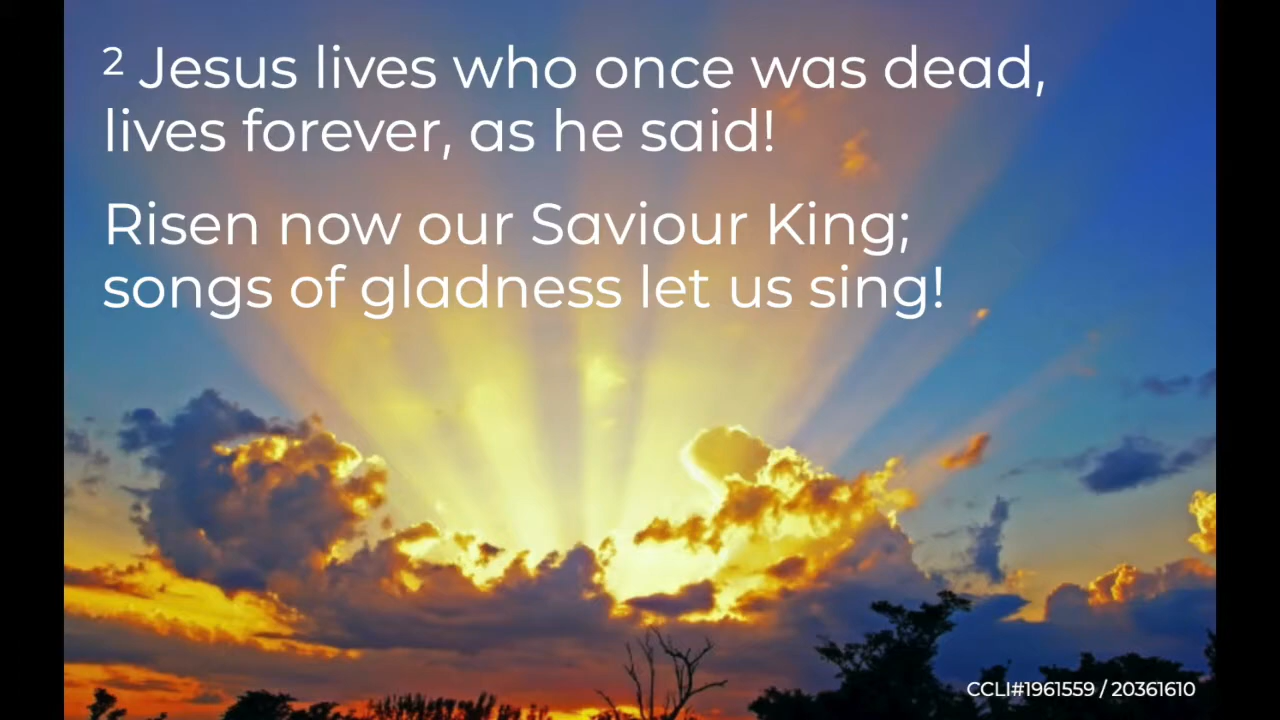 ² Jesus lives who once was dead,
lives forever, as he said!
Risen now our Saviour King;
songs of gladness let us sing!
CCLI#1961559 / 20361610